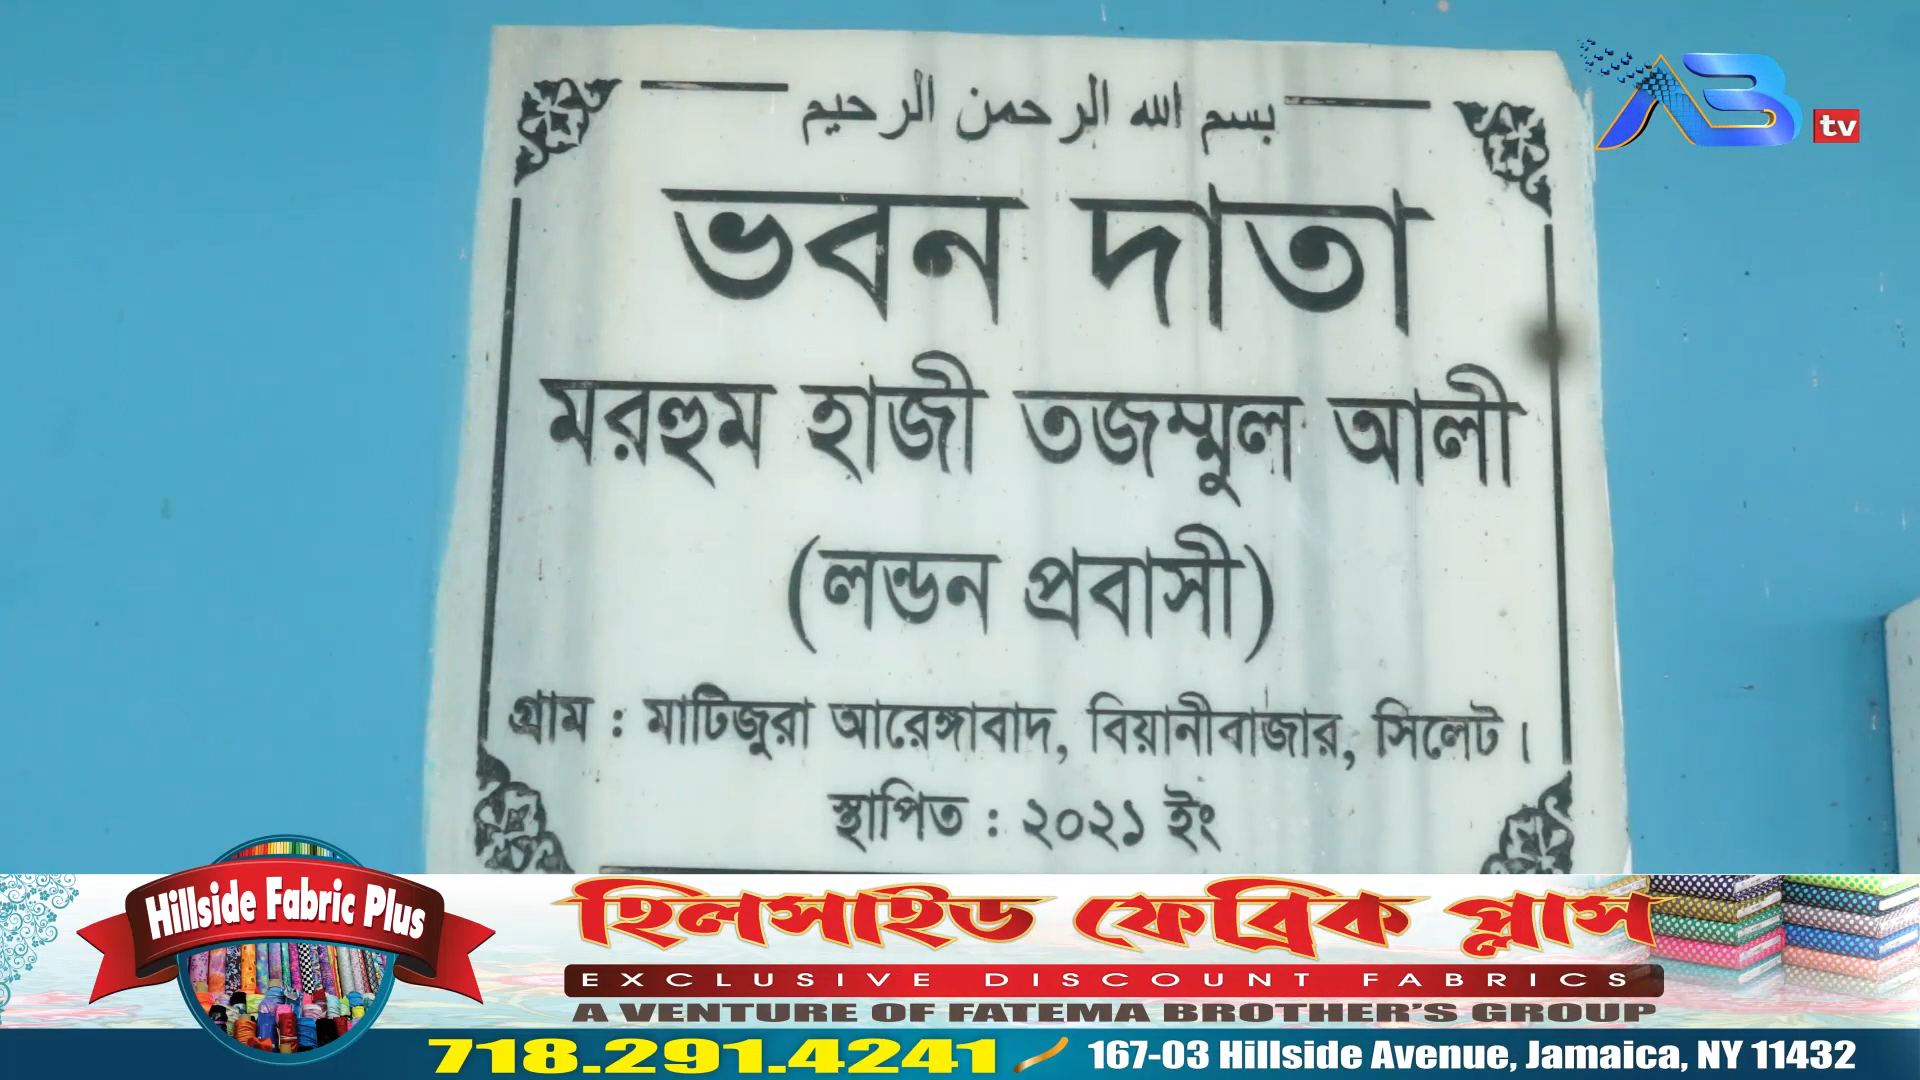 بسم الله الرحمن الرحيم
AB tv
ভবন দাতা
মরহুম হাজী তজম্মুল আলী
(লন্ডন প্রবাসী)
গ্রাম : মাটিজুরা আরেঙ্গাবাদ, বিয়ানীবাজার, সিলেট।
স্থাপিত : ২০২১ ইং
Hillside Fabric Plus
হিলসাইড ফেব্রিক প্লাস
EXCLUSIVE DISCOUNT FABRICS
A VENTURE OF FATEMA BROTHER'S GROUP
718.291.4241 / 167-03 Hillside Avenue, Jamaica, NY 11432